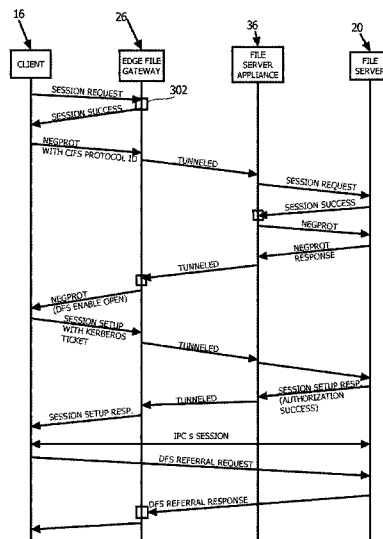 16
26
36
20
CLIENT
EDGE FILE
GATEWAY
FILE
SERVER
APPLIANCE
FILE
SERVER
SESSION REQUEST
302
SESSION SUCCESS
NEGPROT
WITH CIFS PROTOCOL ID
TUNNELED
SESSION REQUEST
SESSION SUCCESS
NEGPROT
NEGPROT
RESPONSE
TUNNELED
NEGPROT
(DFS ENABLE OPEN)
SESSION SETUP
WITH KERBEROS
TICKET
TUNNELED
SESSION SETUP RESP.
(AUTHORIZATION
SUCCESS)
TUNNELED
SESSION SETUP RESP.
IPC $ SESSION
DFS REFERRAL REQUEST
DFS REFERRAL RESPONSE